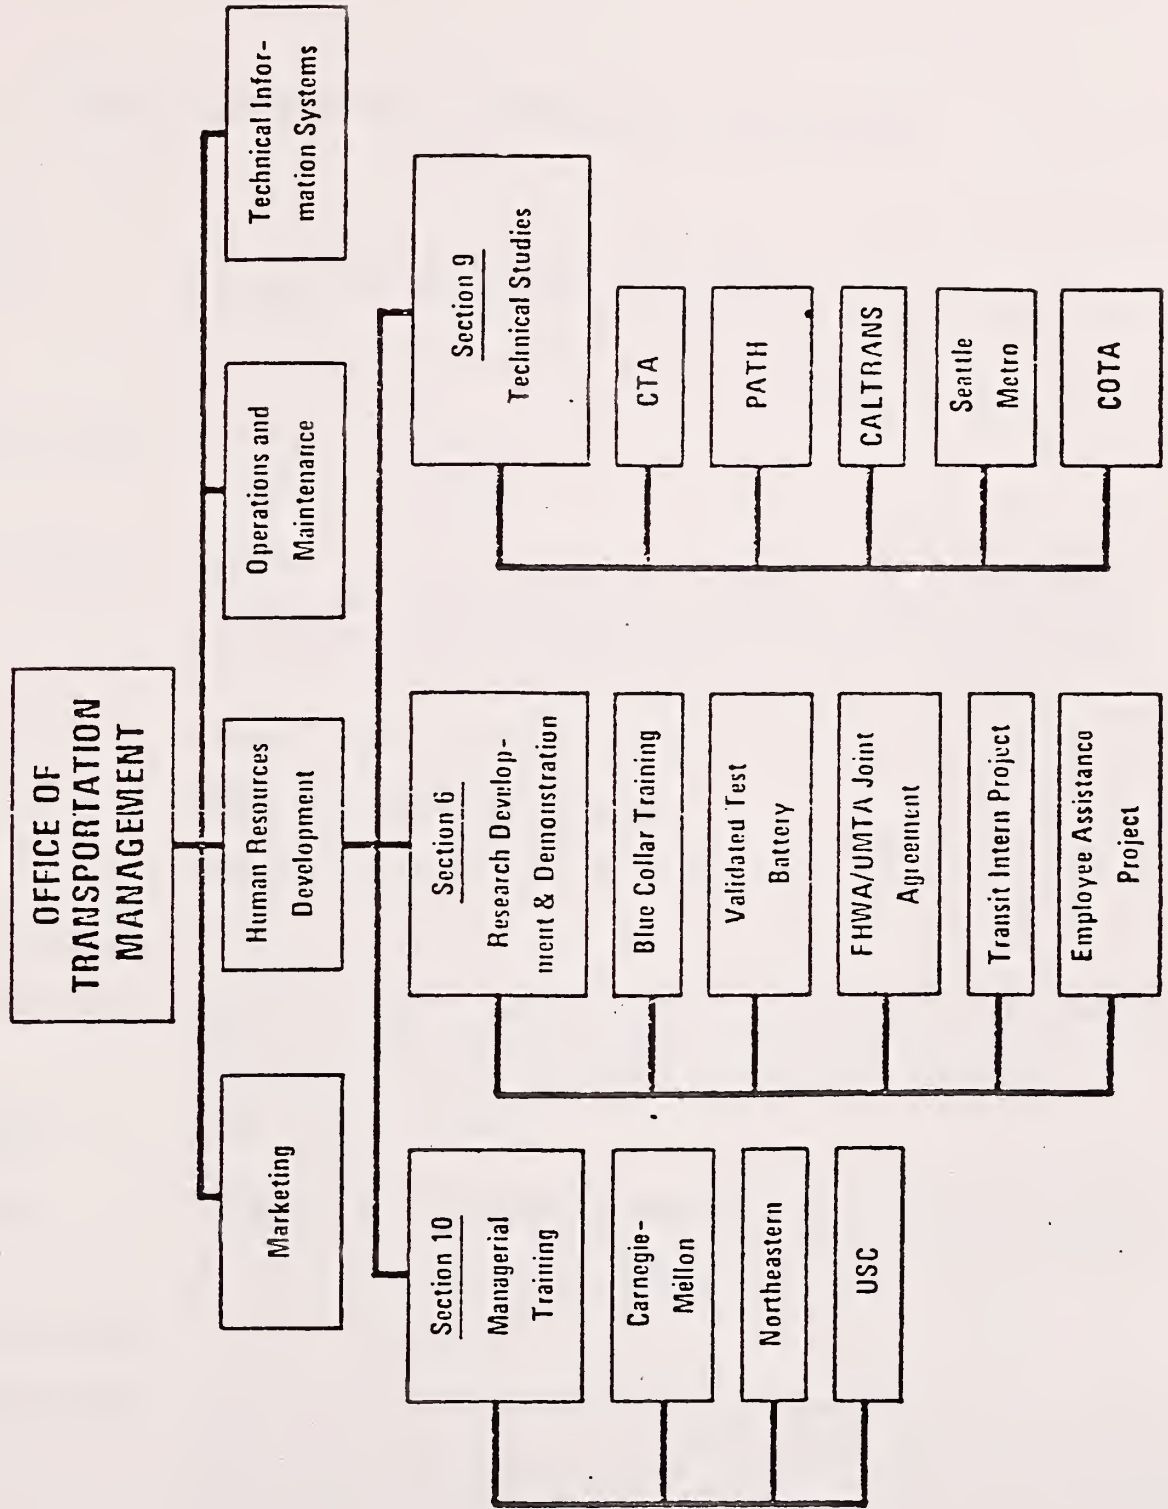 OFFICE OF
TRANSPORTATION
MANAGEMENT
Marketing
Human Resources
Development
Operations and
Maintenance
Technical Infor-
mation Systems
Section 10
Managerial
Training
Carnegie-
Mellon
Northeastern
USC
Section 6
Research Develop-
ment & Demonstration
Blue Collar Training
Validated Test
Battery
FHWA/UMTA Joint
Agreement
Transit Intern Project
Employee Assistance
Project
Section 9
Technical Studies
CTA
PATH
CALTRANS
Seattle
Metro
COTA